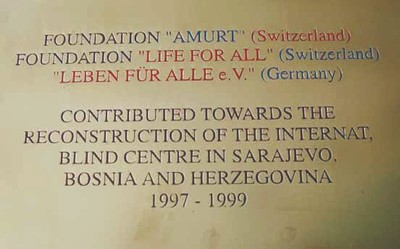 FOUNDATION "AMURT" (Switzerland)
FOUNDATION "LIFE FOR ALL" (Switzerland)
"LEBEN FÜR ALLE e.V." (Germany)
CONTRIBUTED TOWARDS THE
RECONSTRUCTION OF THE INTERNAT,
BLIND CENTRE IN SARAJEVO,
BOSNIA AND HERZEGOVINA
1997 - 1999